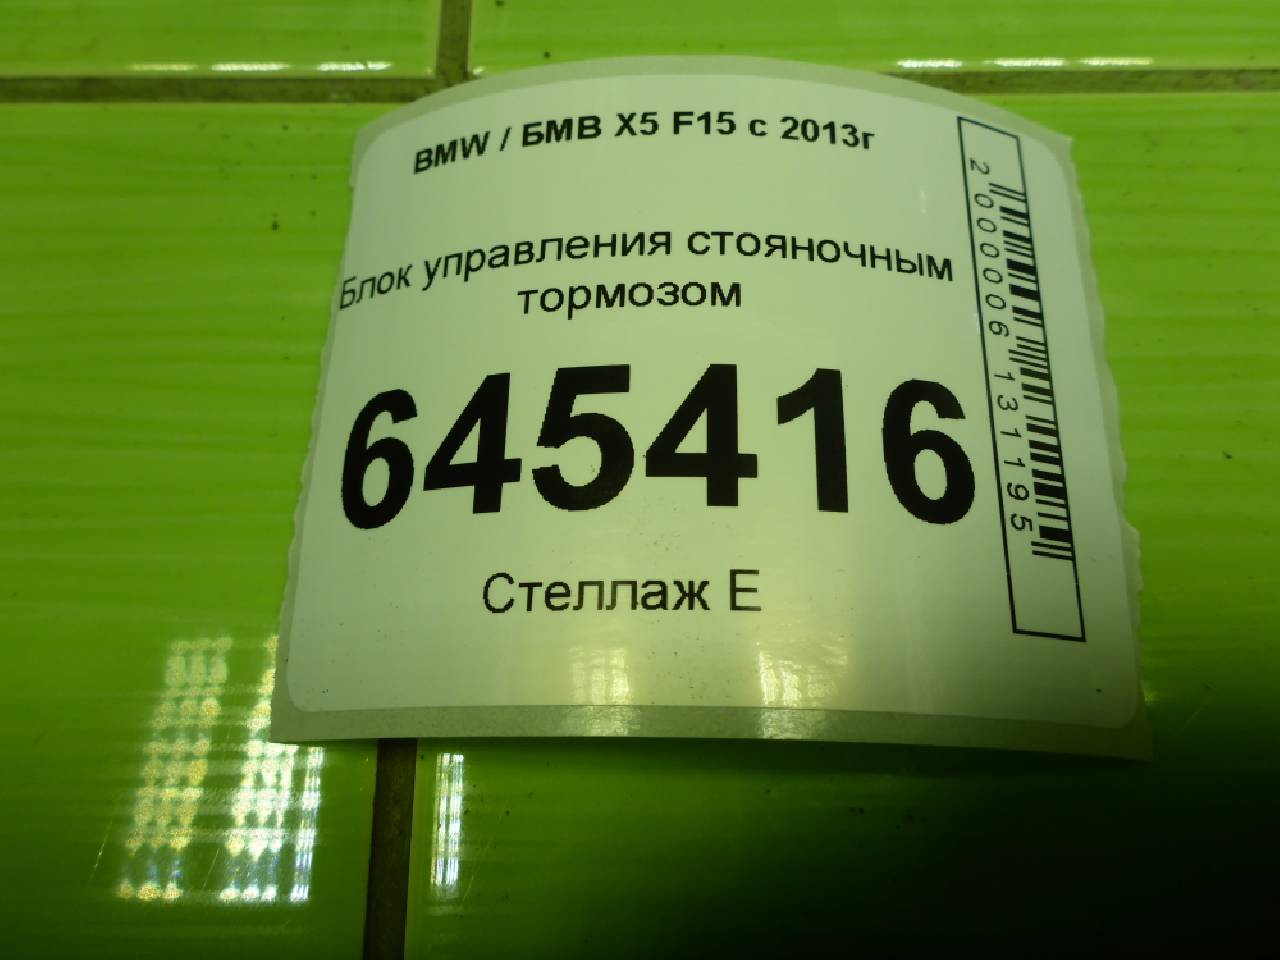 BMW / БМВ X5 F15 с 2013г
Блок управления стояночным
тормозом
645416
Стеллаж Е
2000006131195